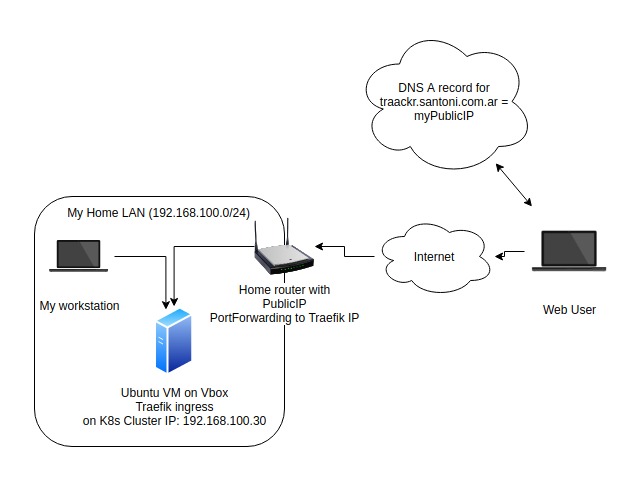 DNS A record for
traackr.santoni.com.ar =
myPublicIP
My Home LAN (192.168.100.0/24)
Internet
My workstation
Home router with
PublicIP
PortForwarding to Traefik IP
Web User
Ubuntu VM on Vbox
Traefik ingress
on K8s Cluster IP: 192.168.100.30